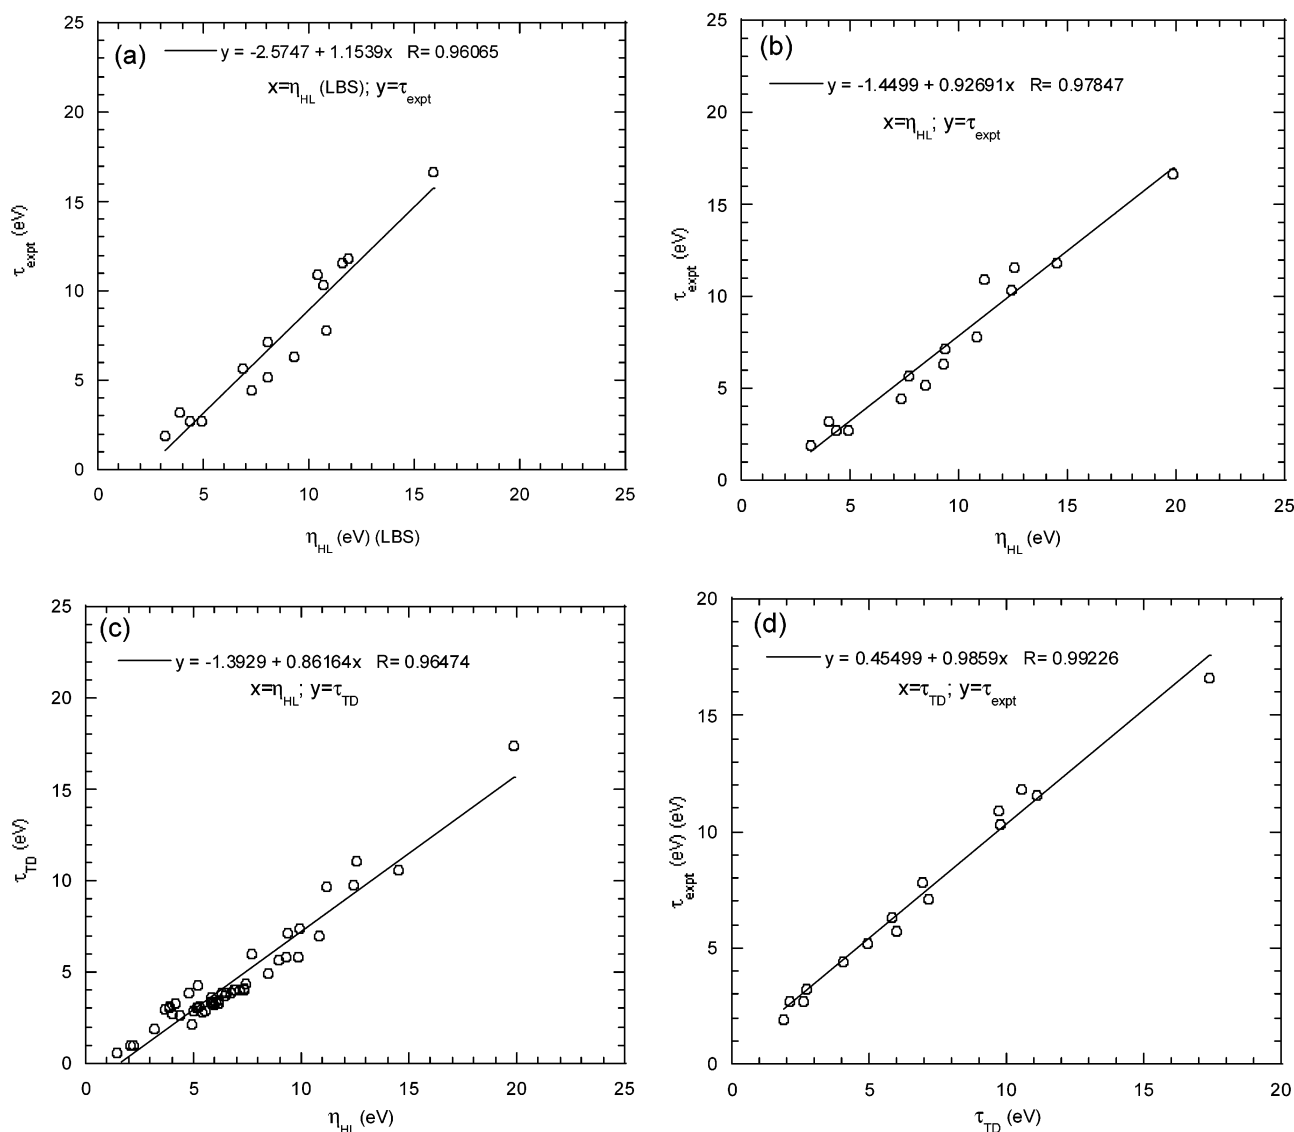 (a)
y = -2.5747 + 1.1539x R= 0.96065
x=η_HL (LBS); y=τ_expt
25
20
15
10
5
0
τ_expt (eV)
0 5 10 15 20 25
η_HL (eV) (LBS)
(b)
y = -1.4499 + 0.92691x R= 0.97847
x=η_HL; y=τ_expt
25
20
15
10
5
0
τ_expt (eV)
0 5 10 15 20 25
η_HL (eV)
(c)
y = -1.3929 + 0.86164x R= 0.96474
x=η_HL; y=τ_TD
25
20
15
10
5
0
τ_TD (eV)
0 5 10 15 20 25
η_HL (eV)
(d)
y = 0.45499 + 0.9859x R= 0.99226
x=τ_TD; y=τ_expt
20
15
10
5
0
τ_expt (eV) (eV)
0 5 10 15 20
τ_TD (eV)